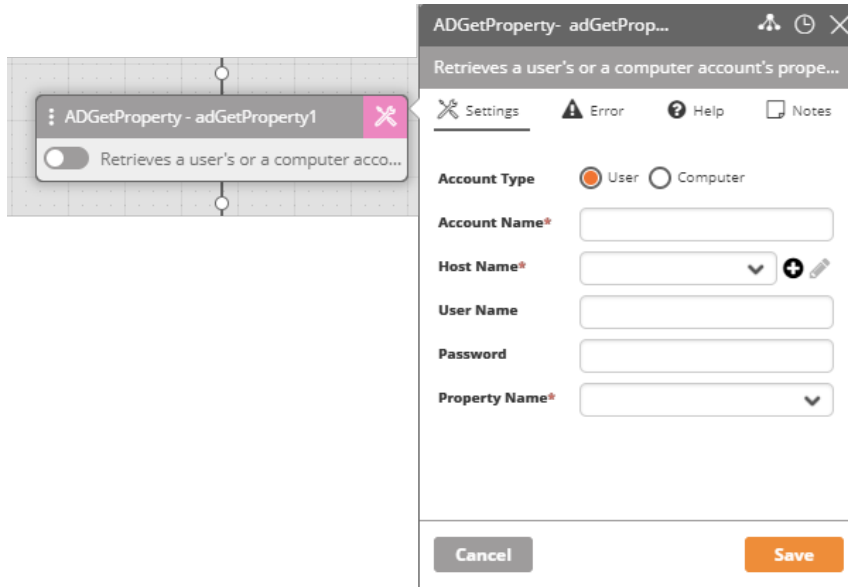 ADGetProperty- adGetProp...
Retrieves a user's or a computer account's prope...
ADGetProperty - adGetProperty1
Retrieves a user's or a computer acco...
Settings Error Help Notes
Account Type User Computer
Account Name*
Host Name*
User Name
Password
Property Name*
Cancel Save